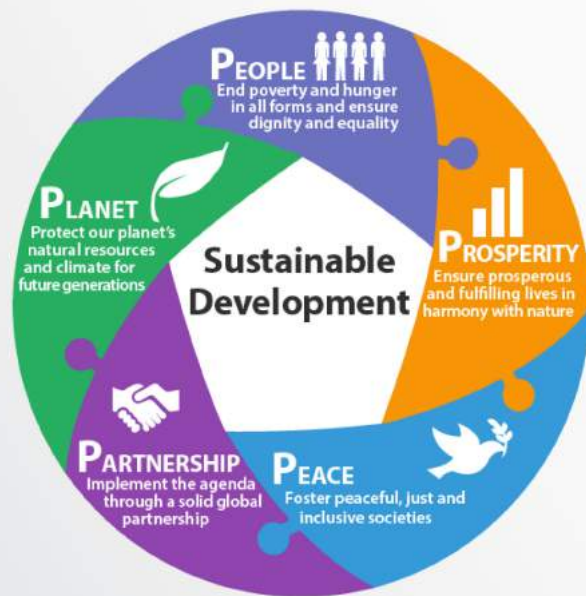 PEOPLE
End poverty and hunger
in all forms and ensure
dignity and equality
PROSPERITY
Ensure prosperous
and fulfilling lives in
harmony with nature
PEACE
Foster peaceful, just and
inclusive societies
PARTNERSHIP
Implement the agenda
through a solid global
partnership
PLANET
Protect our planet's
natural resources
and climate for
future generations
Sustainable
Development